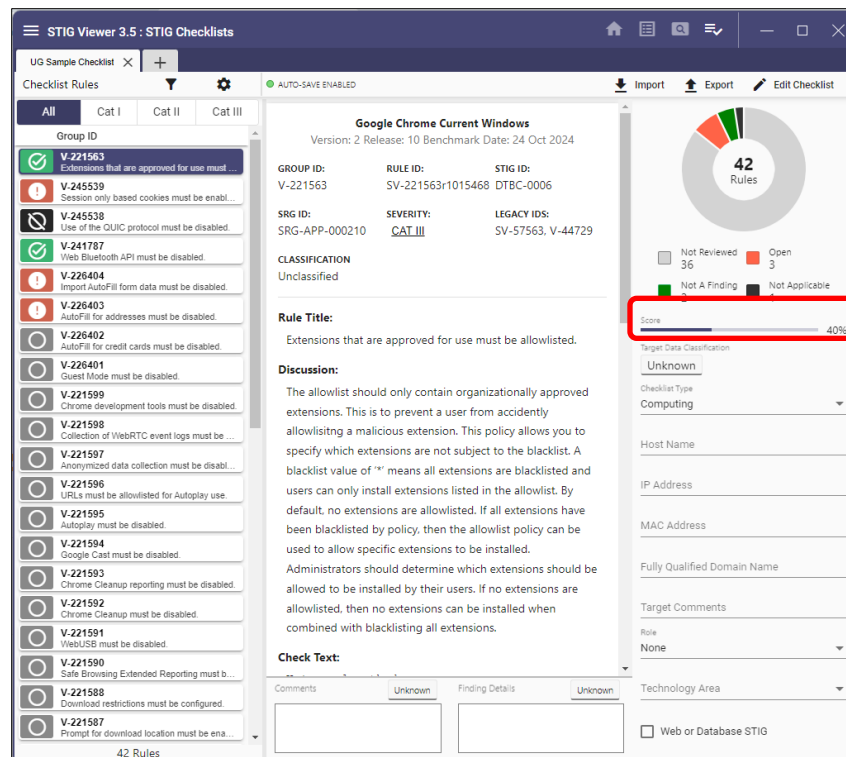 STIG Viewer 3.5 : STIG Checklists
UG Sample Checklist
Checklist Rules
AUTO-SAVE ENABLED
Import
Export
Edit Checklist
All
Cat I
Cat II
Cat III
Group ID
V-221563
Extensions that are approved for use must ...
V-245539
Session only based cookies must be enabl...
V-245538
Use of the QUIC protocol must be disabled.
V-241787
Web Bluetooth API must be disabled.
V-226404
Import AutoFill form data must be disabled.
V-226403
AutoFill for addresses must be disabled.
V-226402
AutoFill for credit cards must be disabled.
V-226401
Guest Mode must be disabled.
V-221599
Chrome development tools must be disabled.
V-221598
Collection of WebRTC event logs must be ...
V-221597
Anonymized data collection must be disabl...
V-221596
URLs must be allowlisted for Autoplay use.
V-221595
Autoplay must be disabled.
V-221594
Google Cast must be disabled.
V-221593
Chrome Cleanup reporting must be disabled.
V-221592
Chrome Cleanup must be disabled.
V-221591
WebUSB must be disabled.
V-221590
Safe Browsing Extended Reporting must b...
V-221588
Download restrictions must be configured.
V-221587
Prompt for download location must be ena...
42 Rules
Google Chrome Current Windows
Version: 2 Release: 10 Benchmark Date: 24 Oct 2024
GROUP ID: RULE ID: STIG ID:
V-221563 SV-221563r1015468 DTBC-0006
SRG ID: SEVERITY: LEGACY IDS:
SRG-APP-000210 CAT III SV-57563, V-44729
CLASSIFICATION
Unclassified
Rule Title:
Extensions that are approved for use must be allowlisted.
Discussion:
The allowlist should only contain organizationally approved
extensions. This is to prevent a user from accidently
allowlisitng a malicious extension. This policy allows you to
specify which extensions are not subject to the blacklist. A
blacklist value of '*' means all extensions are blacklisted and
users can only install extensions listed in the allowlist. By
default, no extensions are allowlisted. If all extensions have
been blacklisted by policy, then the allowlist policy can be
used to allow specific extensions to be installed.
Administrators should determine which extensions should be
allowed to be installed by their users. If no extensions are
allowlisted, then no extensions can be installed when
combined with blacklisting all extensions.
Check Text:
Comments
Unknown
Finding Details
Unknown
42
Rules
Not Reviewed
36
Open
3
Not A Finding
Not Applicable
Score
40%
Target Data Classification
Unknown
Checklist Type
Computing
Host Name
IP Address
MAC Address
Fully Qualified Domain Name
Target Comments
Role
None
Technology Area
Web or Database STIG